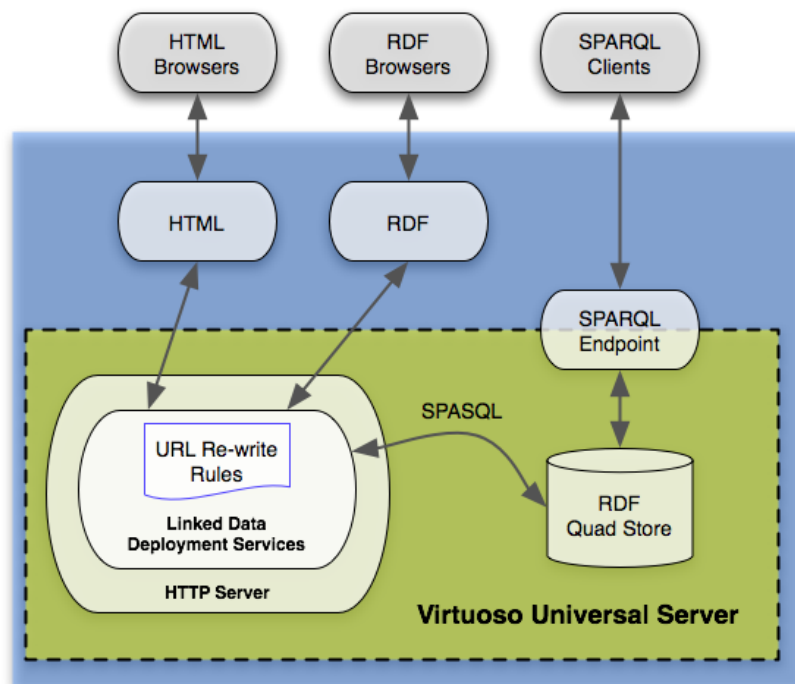 HTML
Browsers
RDF
Browsers
SPARQL
Clients
HTML
RDF
SPARQL
Endpoint
SPASQL
URL Re-write
Rules
Linked Data
Deployment Services
HTTP Server
RDF
Quad Store
Virtuoso Universal Server